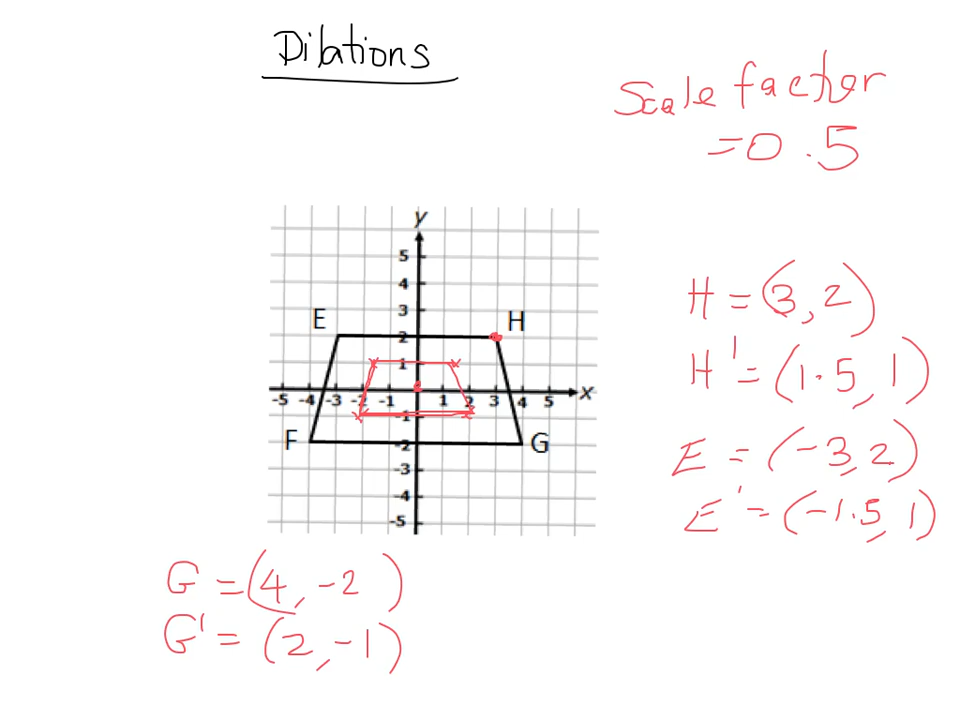 Dilations
Scale factor
= 0.5
y
5
4
3
E
H
2
1
-5 -4 -3 -2 -1 1 2 3 4 5 x
-1
F
G
-2
-3
-4
-5
H = (3, 2)
H' = (1.5, 1)
E = (-3, 2)
E' = (-1.5, 1)
G = (4, -2)
G' = (2, -1)